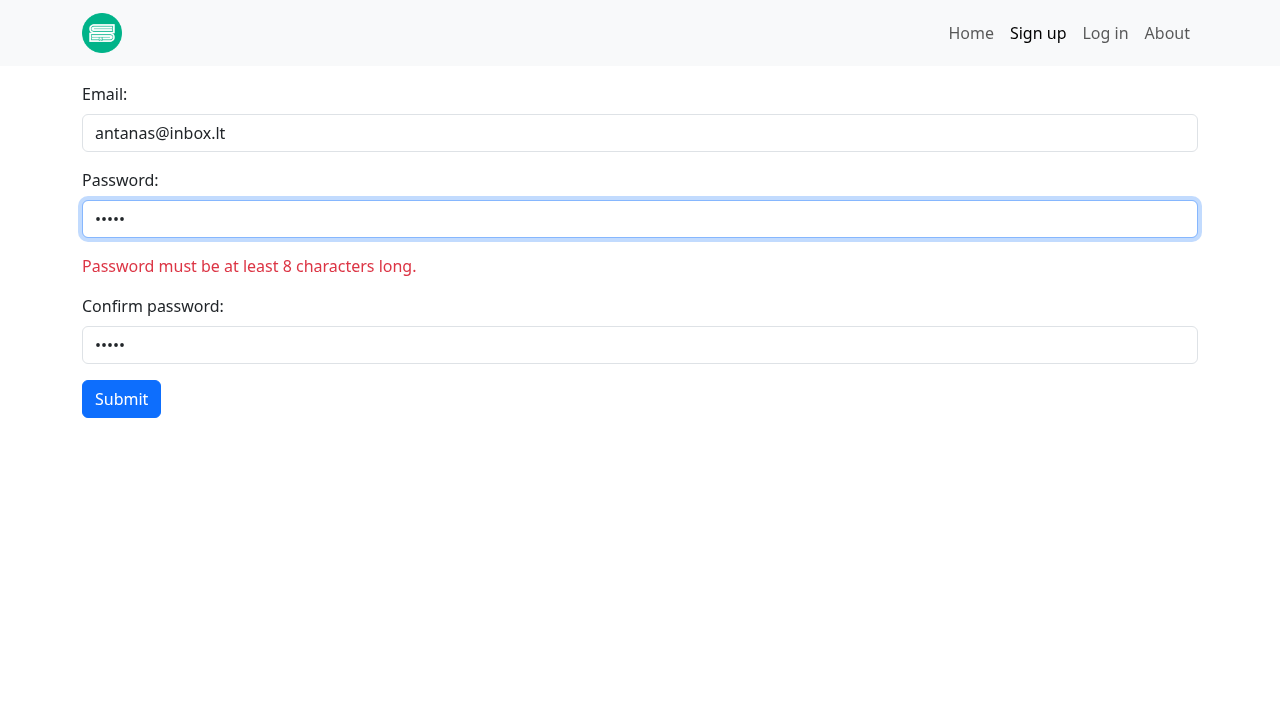 Home Sign up Log in About
Email:
antanas@inbox.lt
Password:
•••••
Password must be at least 8 characters long.
Confirm password:
•••••
Submit